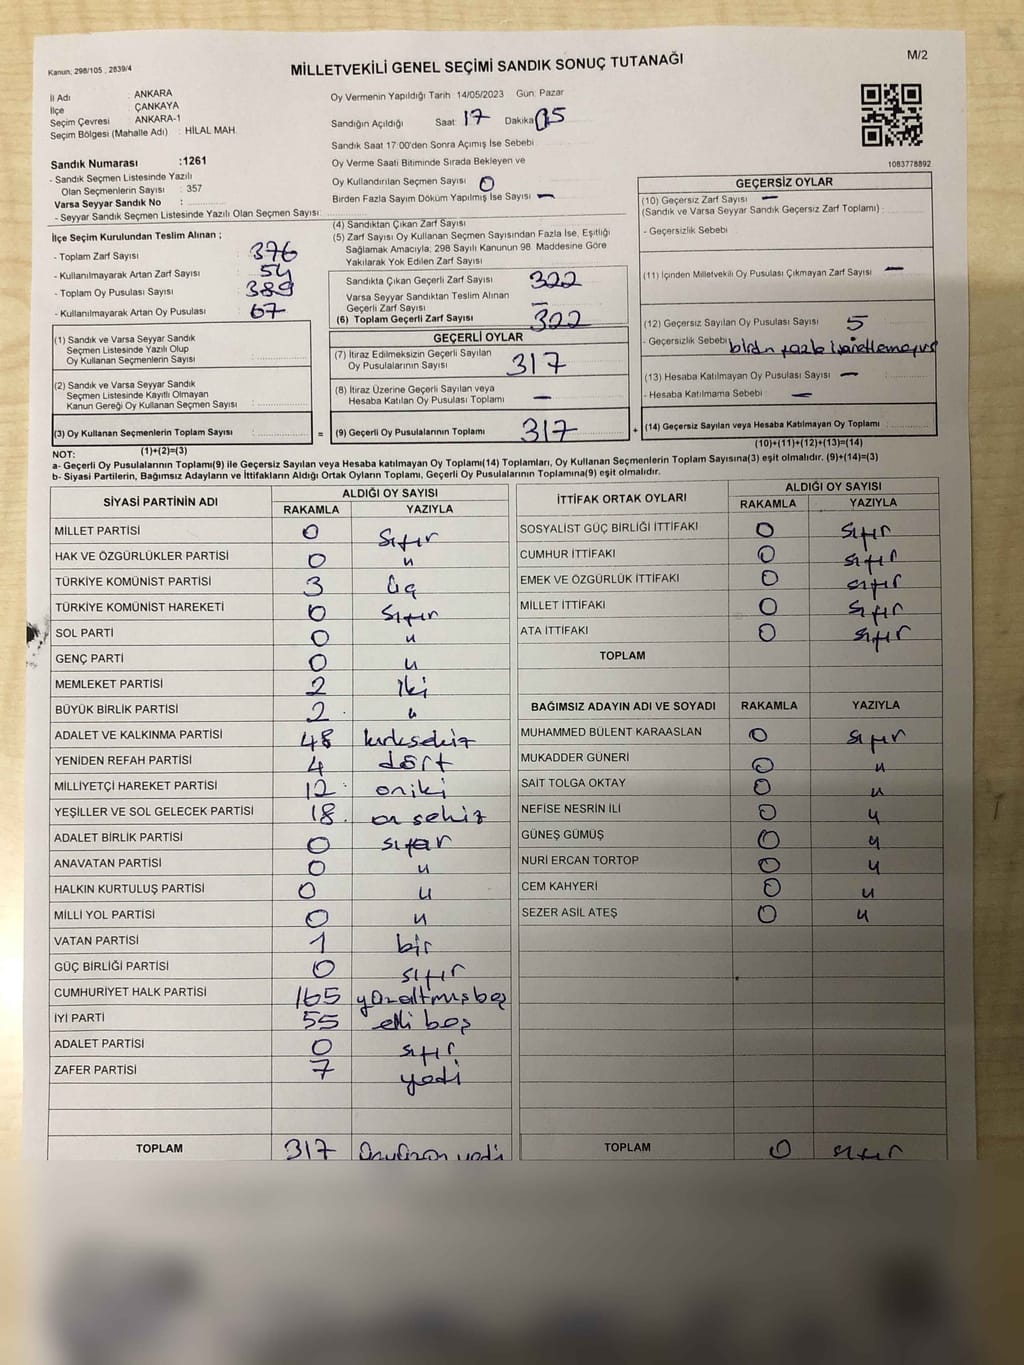 Kanun, 298/105 , 2839/4
MİLLETVEKİLİ GENEL SEÇİMİ SANDIK SONUÇ TUTANAĞI
M/2
İl Adı : ANKARA
İlçe : ÇANKAYA
Seçim Çevresi : ANKARA-1
Seçim Bölgesi (Mahalle Adı) : HİLAL MAH.
Sandık Numarası :1261
- Sandık Seçmen Listesinde Yazılı
Olan Seçmenlerin Sayısı : 357
Varsa Seyyar Sandık No :
- Seyyar Sandık Seçmen Listesinde Yazılı Olan Seçmen Sayısı:
Oy Vermenin Yapıldığı Tarih 14/05/2023 Gün: Pazar
Sandığın Açıldığı Saat: 17 Dakika: 15
Sandık Saat 17:00'den Sonra Açımış İse Sebebi
Oy Verme Saati Bitiminde Sırada Bekleyen ve
Oy Kullandırılan Seçmen Sayısı 0
Birden Fazla Sayım Döküm Yapılmış İse Sayısı —
1083778892
İlçe Seçim Kurulundan Teslim Alınan ;
- Toplam Zarf Sayısı : 376
- Kullanılmayarak Artan Zarf Sayısı : 54
- Toplam Oy Pusulası Sayısı : 389
- Kullanılmayarak Artan Oy Pusulası : 67
(4) Sandıktan Çıkan Zarf Sayısı
(5) Zarf Sayısı Oy Kullanan Seçmen Sayısından Fazla İse, Eşitliği
Sağlamak Amacıyla; 298 Sayılı Kanunun 98. Maddesine Göre
Yakılarak Yok Edilen Zarf Sayısı
Sandıkta Çıkan Geçerli Zarf Sayısı 322
Varsa Seyyar Sandıktan Teslim Alınan
Geçerli Zarf Sayısı —
(6) Toplam Geçerli Zarf Sayısı 322
GEÇERSİZ OYLAR
(10) Geçersiz Zarf Sayısı —
(Sandık ve Varsa Seyyar Sandık Geçersiz Zarf Toplamı) :
- Geçersizlik Sebebi
(11) İçinden Milletvekili Oy Pusulası Çıkmayan Zarf Sayısı —
(12) Geçersiz Sayılan Oy Pusulası Sayısı 5
- Geçersizlik Sebebi
(13) Hesaba Katılmayan Oy Pusulası Sayısı —
- Hesaba Katılmama Sebebi —
(14) Geçersiz Sayılan veya Hesaba Katılmayan Oy Toplamı
(10)+(11)+(12)+(13)=(14)
(1) Sandık ve Varsa Seyyar Sandık
Seçmen Listesinde Yazılı Olup
Oy Kullanan Seçmenlerin Sayısı :
(2) Sandık ve Varsa Seyyar Sandık
Seçmen Listesinde Kayıtlı Olmayan
Kanun Gereği Oy Kullanan Seçmen Sayısı :
(3) Oy Kullanan Seçmenlerin Toplam Sayısı :
(1)+(2)=(3)
GEÇERLİ OYLAR
(7) İtiraz Edilmeksizin Geçerli Sayılan
Oy Pusulalarının Sayısı 317
(8) İtiraz Üzerine Geçerli Sayılan veya
Hesaba Katılan Oy Pusulası Toplamı —
= (9) Geçerli Oy Pusulalarının Toplamı 317 +
NOT:
a- Geçerli Oy Pusulalarının Toplamı(9) ile Geçersiz Sayılan veya Hesaba katılmayan Oy Toplamı(14) Toplamları, Oy Kullanan Seçmenlerin Toplam Sayısına(3) eşit olmalıdır. (9)+(14)=(3)
b- Siyasi Partilerin, Bağımsız Adayların ve İttifakların Aldığı Ortak Oyların Toplamı, Geçerli Oy Pusulalarının Toplamına(9) eşit olmalıdır.
SİYASİ PARTİNİN ADI ALDIĞI OY SAYISI
RAKAMLA YAZIYLA
MİLLET PARTİSİ 0 sıfır
HAK VE ÖZGÜRLÜKLER PARTİSİ 0 "
TÜRKİYE KOMÜNİST PARTİSİ 3 üç
TÜRKİYE KOMÜNİST HAREKETİ 0 sıfır
SOL PARTİ 0 "
GENÇ PARTİ 0 "
MEMLEKET PARTİSİ 2 iki
BÜYÜK BİRLİK PARTİSİ 2 "
ADALET VE KALKINMA PARTİSİ 48 kırksekiz
YENİDEN REFAH PARTİSİ 4 dört
MİLLİYETÇİ HAREKET PARTİSİ 12 oniki
YEŞİLLER VE SOL GELECEK PARTİSİ 18 on sekiz
ADALET BİRLİK PARTİSİ 0 sıfır
ANAVATAN PARTİSİ 0 "
HALKIN KURTULUŞ PARTİSİ 0 "
MİLLİ YOL PARTİSİ 0 "
VATAN PARTİSİ 1 bir
GÜÇ BİRLİĞİ PARTİSİ 0 sıfır
CUMHURİYET HALK PARTİSİ 165 yüzaltmışbeş
İYİ PARTİ 55 elli beş
ADALET PARTİSİ 0 sıfır
ZAFER PARTİSİ 7 yedi
TOPLAM 317 üçyüzon yedi
İTTİFAK ORTAK OYLARI ALDIĞI OY SAYISI
RAKAMLA YAZIYLA
SOSYALİST GÜÇ BİRLİĞİ İTTİFAKI 0 sıfır
CUMHUR İTTİFAKI 0 sıfır
EMEK VE ÖZGÜRLÜK İTTİFAKI 0 sıfır
MİLLET İTTİFAKI 0 sıfır
ATA İTTİFAKI 0 sıfır
TOPLAM
BAĞIMSIZ ADAYIN ADI VE SOYADI RAKAMLA YAZIYLA
MUHAMMED BÜLENT KARAASLAN 0 sıfır
MUKADDER GÜNERİ 0 "
SAİT TOLGA OKTAY 0 "
NEFİSE NESRİN İLİ 0 "
GÜNEŞ GÜMÜŞ 0 "
NURİ ERCAN TORTOP 0 "
CEM KAHYERİ 0 "
SEZER ASİL ATEŞ 0 "
TOPLAM 0 sıfır